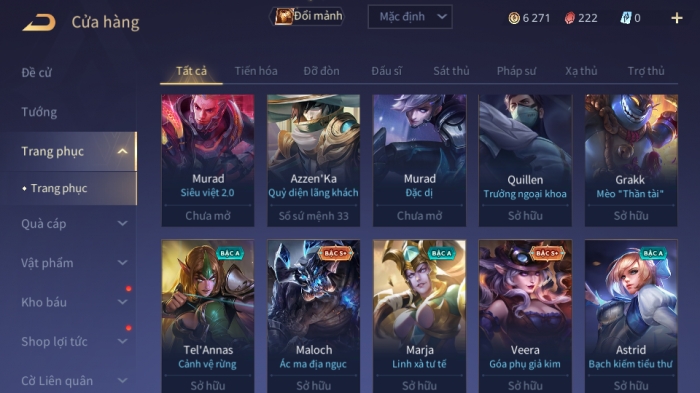 Cửa hàng
Đổi mảnh
Mặc định
6 271
222
0
Đề cử
Tướng
Trang phục
Trang phục
Quà cáp
Vật phẩm
Kho báu
Shop lợi tức
Cờ Liên quân
Tất cả Tiến hóa Đỡ đòn Đấu sĩ Sát thủ Pháp sư Xạ thủ Trợ thủ
Murad
Siêu việt 2.0
Chưa mở
Azzen'Ka
Quỷ diện lãng khách
Sổ sứ mệnh 33
Murad
Đặc dị
Chưa mở
Quillen
Trưởng ngoại khoa
Sở hữu
Grakk
Mèo "Thần tài"
Sở hữu
BẬC A
Tel'Annas
Cảnh vệ rừng
Sở hữu
BẬC S+
Maloch
Ác ma địa ngục
Sở hữu
BẬC A
Marja
Linh xà tư tế
Sở hữu
BẬC S+
Veera
Góa phụ giả kim
Sở hữu
BẬC A
Astrid
Bạch kiếm tiểu thư
Sở hữu